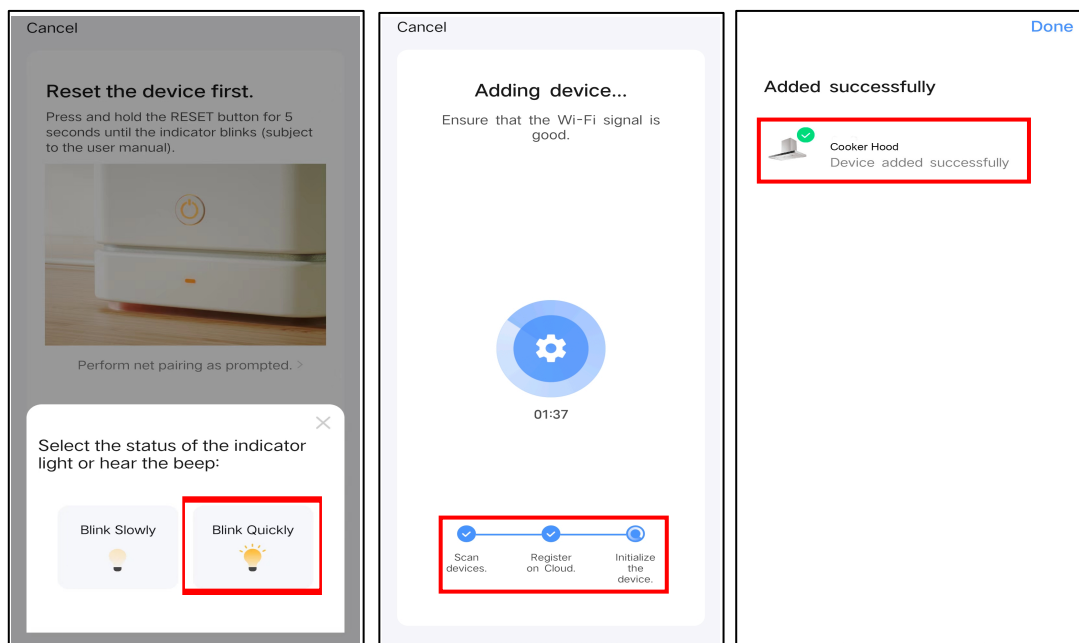 Cancel
Reset the device first.
Press and hold the RESET button for 5
seconds until the indicator blinks (subject
to the user manual).
Perform net pairing as prompted. >
Select the status of the indicator
light or hear the beep:
Blink Slowly
Blink Quickly
Cancel
Adding device...
Ensure that the Wi-Fi signal is
good.
01:37
Scan
devices.
Register
on Cloud.
Initialize
the
device.
Done
Added successfully
Cooker Hood
Device added successfully